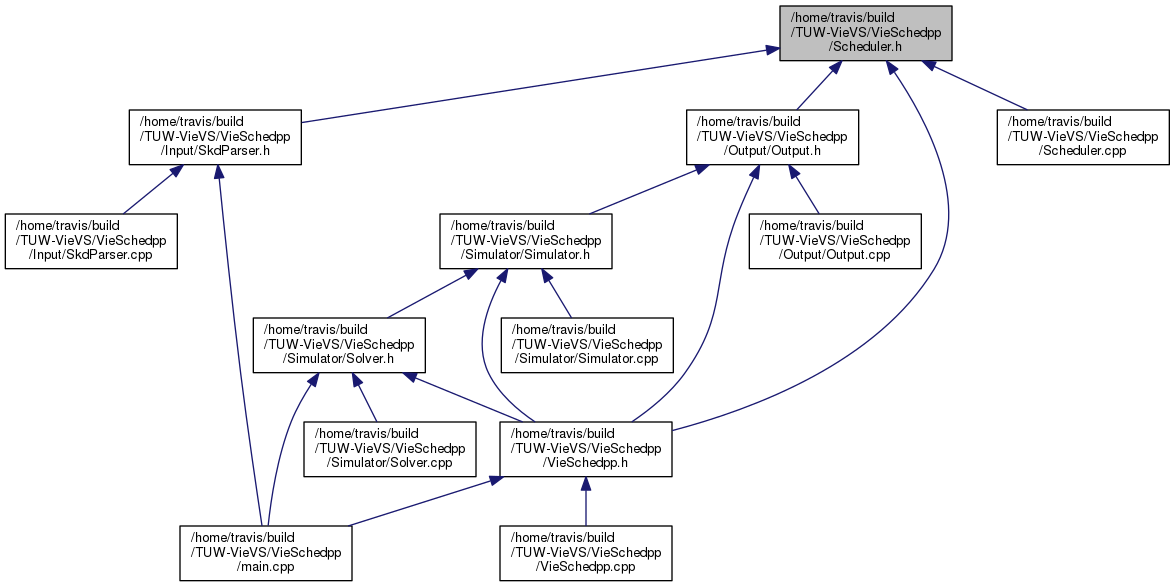 /home/travis/build
/TUW-VieVS/VieSchedpp
/Scheduler.h
/home/travis/build
/TUW-VieVS/VieSchedpp
/Input/SkdParser.h
/home/travis/build
/TUW-VieVS/VieSchedpp
/Output/Output.h
/home/travis/build
/TUW-VieVS/VieSchedpp
/Scheduler.cpp
/home/travis/build
/TUW-VieVS/VieSchedpp
/Input/SkdParser.cpp
/home/travis/build
/TUW-VieVS/VieSchedpp
/Simulator/Simulator.h
/home/travis/build
/TUW-VieVS/VieSchedpp
/Output/Output.cpp
/home/travis/build
/TUW-VieVS/VieSchedpp
/Simulator/Solver.h
/home/travis/build
/TUW-VieVS/VieSchedpp
/Simulator/Simulator.cpp
/home/travis/build
/TUW-VieVS/VieSchedpp
/Simulator/Solver.cpp
/home/travis/build
/TUW-VieVS/VieSchedpp
/VieSchedpp.h
/home/travis/build
/TUW-VieVS/VieSchedpp
/main.cpp
/home/travis/build
/TUW-VieVS/VieSchedpp
/VieSchedpp.cpp